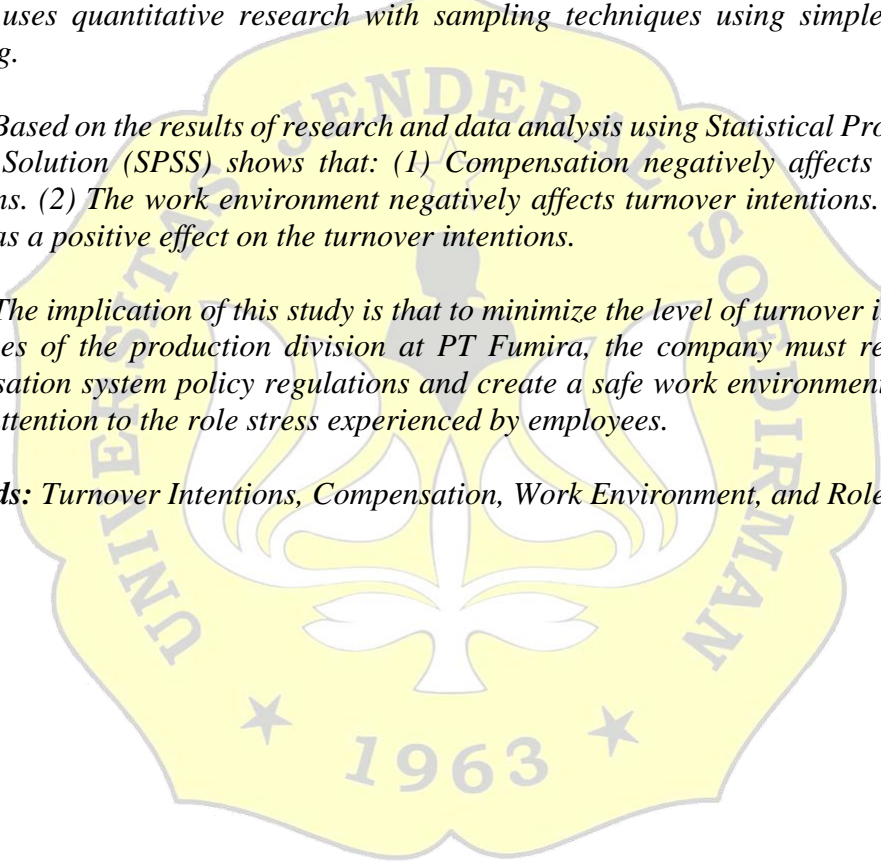 uses quantitative research with sampling techniques using simple
g.
Based on the results of research and data analysis using Statistical Pro
Solution (SPSS) shows that: (1) Compensation negatively affects
ns. (2) The work environment negatively affects turnover intentions.
as a positive effect on the turnover intentions.
The implication of this study is that to minimize the level of turnover i
es of the production division at PT Fumira, the company must re
sation system policy regulations and create a safe work environment
ttention to the role stress experienced by employees.
ds: Turnover Intentions, Compensation, Work Environment, and Role
UNIVERSITAS JENDERAL SOEDIRMAN
1963